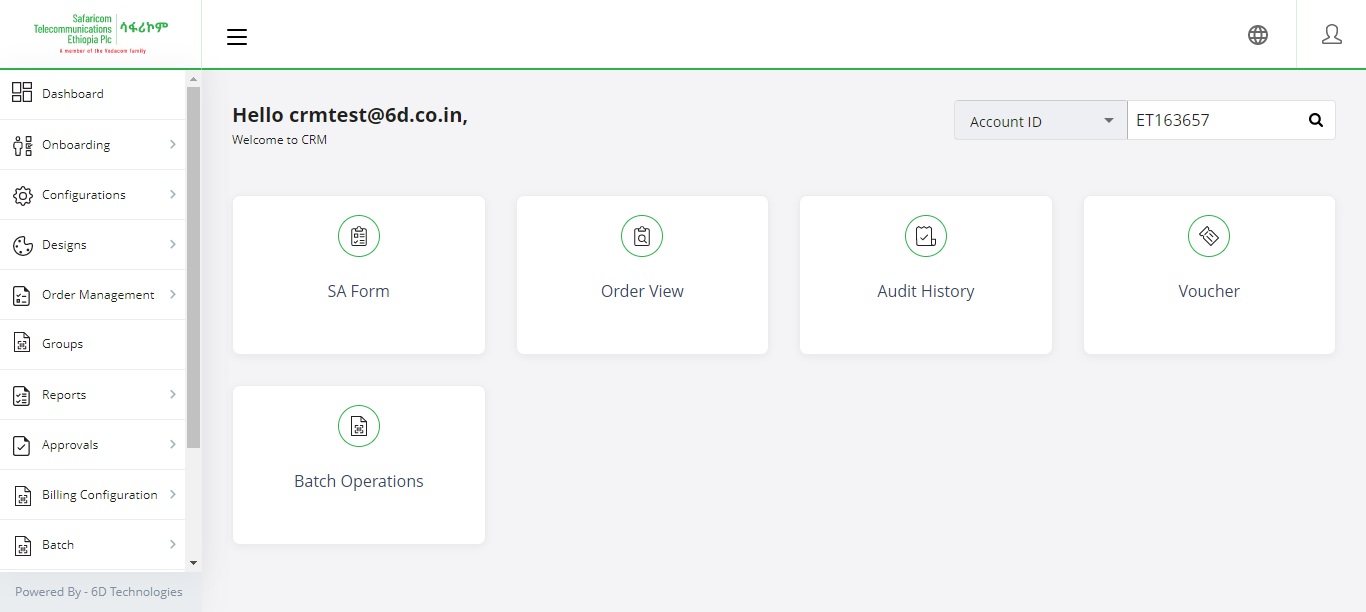 Safaricom
Telecommunications
Ethiopia Plc
ሳፋሪኮም
A member of the Vodacom family
Hello crmtest@6d.co.in,
Welcome to CRM
Account ID
ET163657
Dashboard
Onboarding
Configurations
Designs
Order Management
Groups
Reports
Approvals
Billing Configuration
Batch
Powered By - 6D Technologies
SA Form
Order View
Audit History
Voucher
Batch Operations